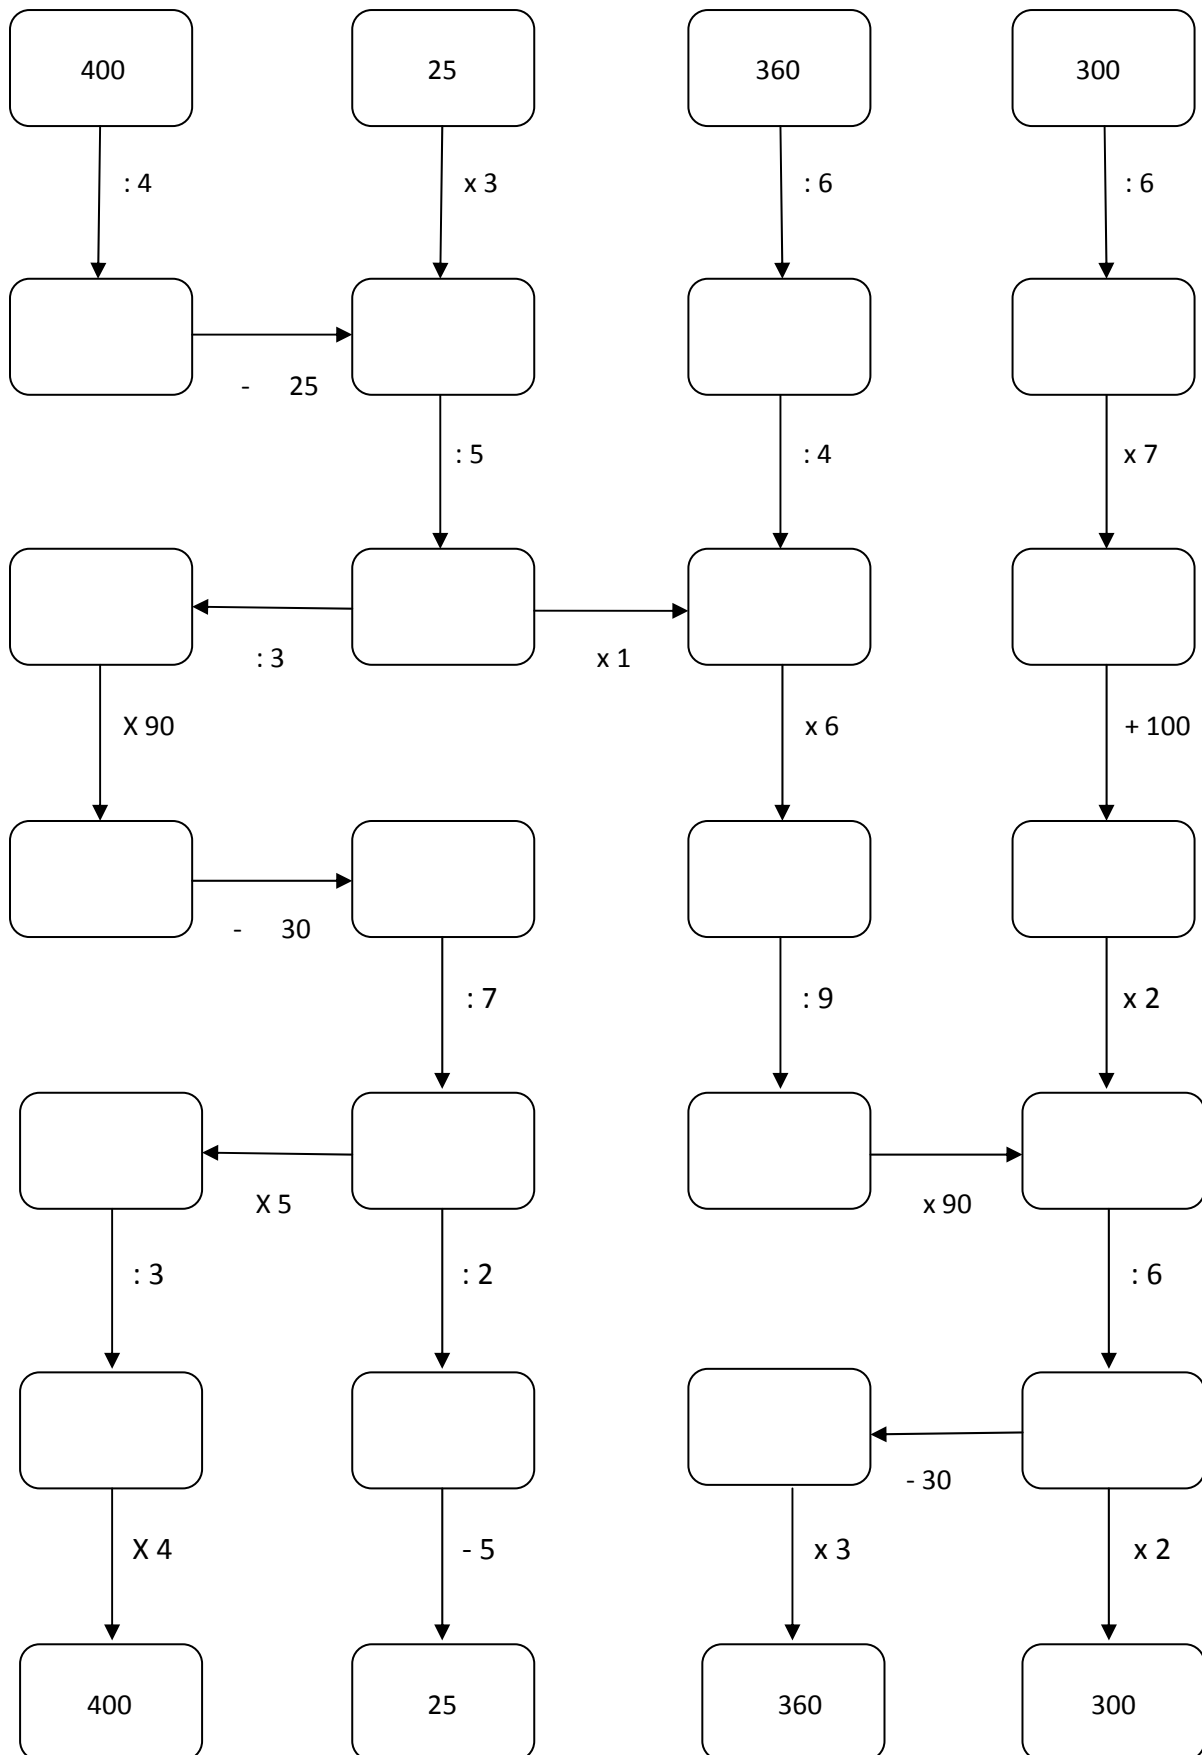 400 25 360 300
: 4 x 3 : 6 : 6
- 25
: 5 : 4 x 7
: 3 x 1
X 90 x 6 + 100
- 30
: 7 : 9 x 2
X 5 x 90
: 3 : 2 : 6
- 30
X 4 - 5 x 3 x 2
400 25 360 300